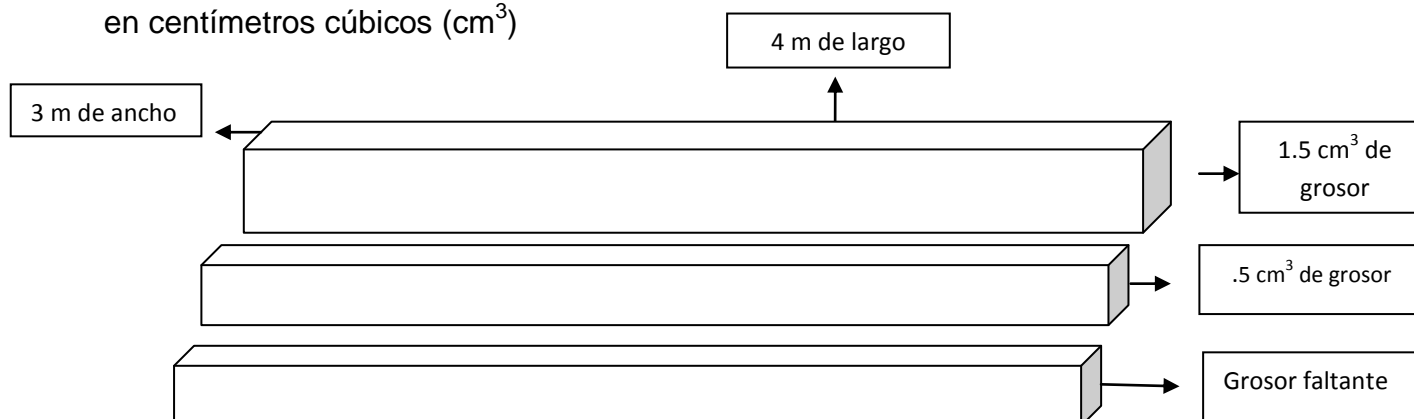 en centímetros cúbicos (cm³)
4 m de largo
3 m de ancho
1.5 cm³ de
grosor
.5 cm³ de grosor
Grosor faltante